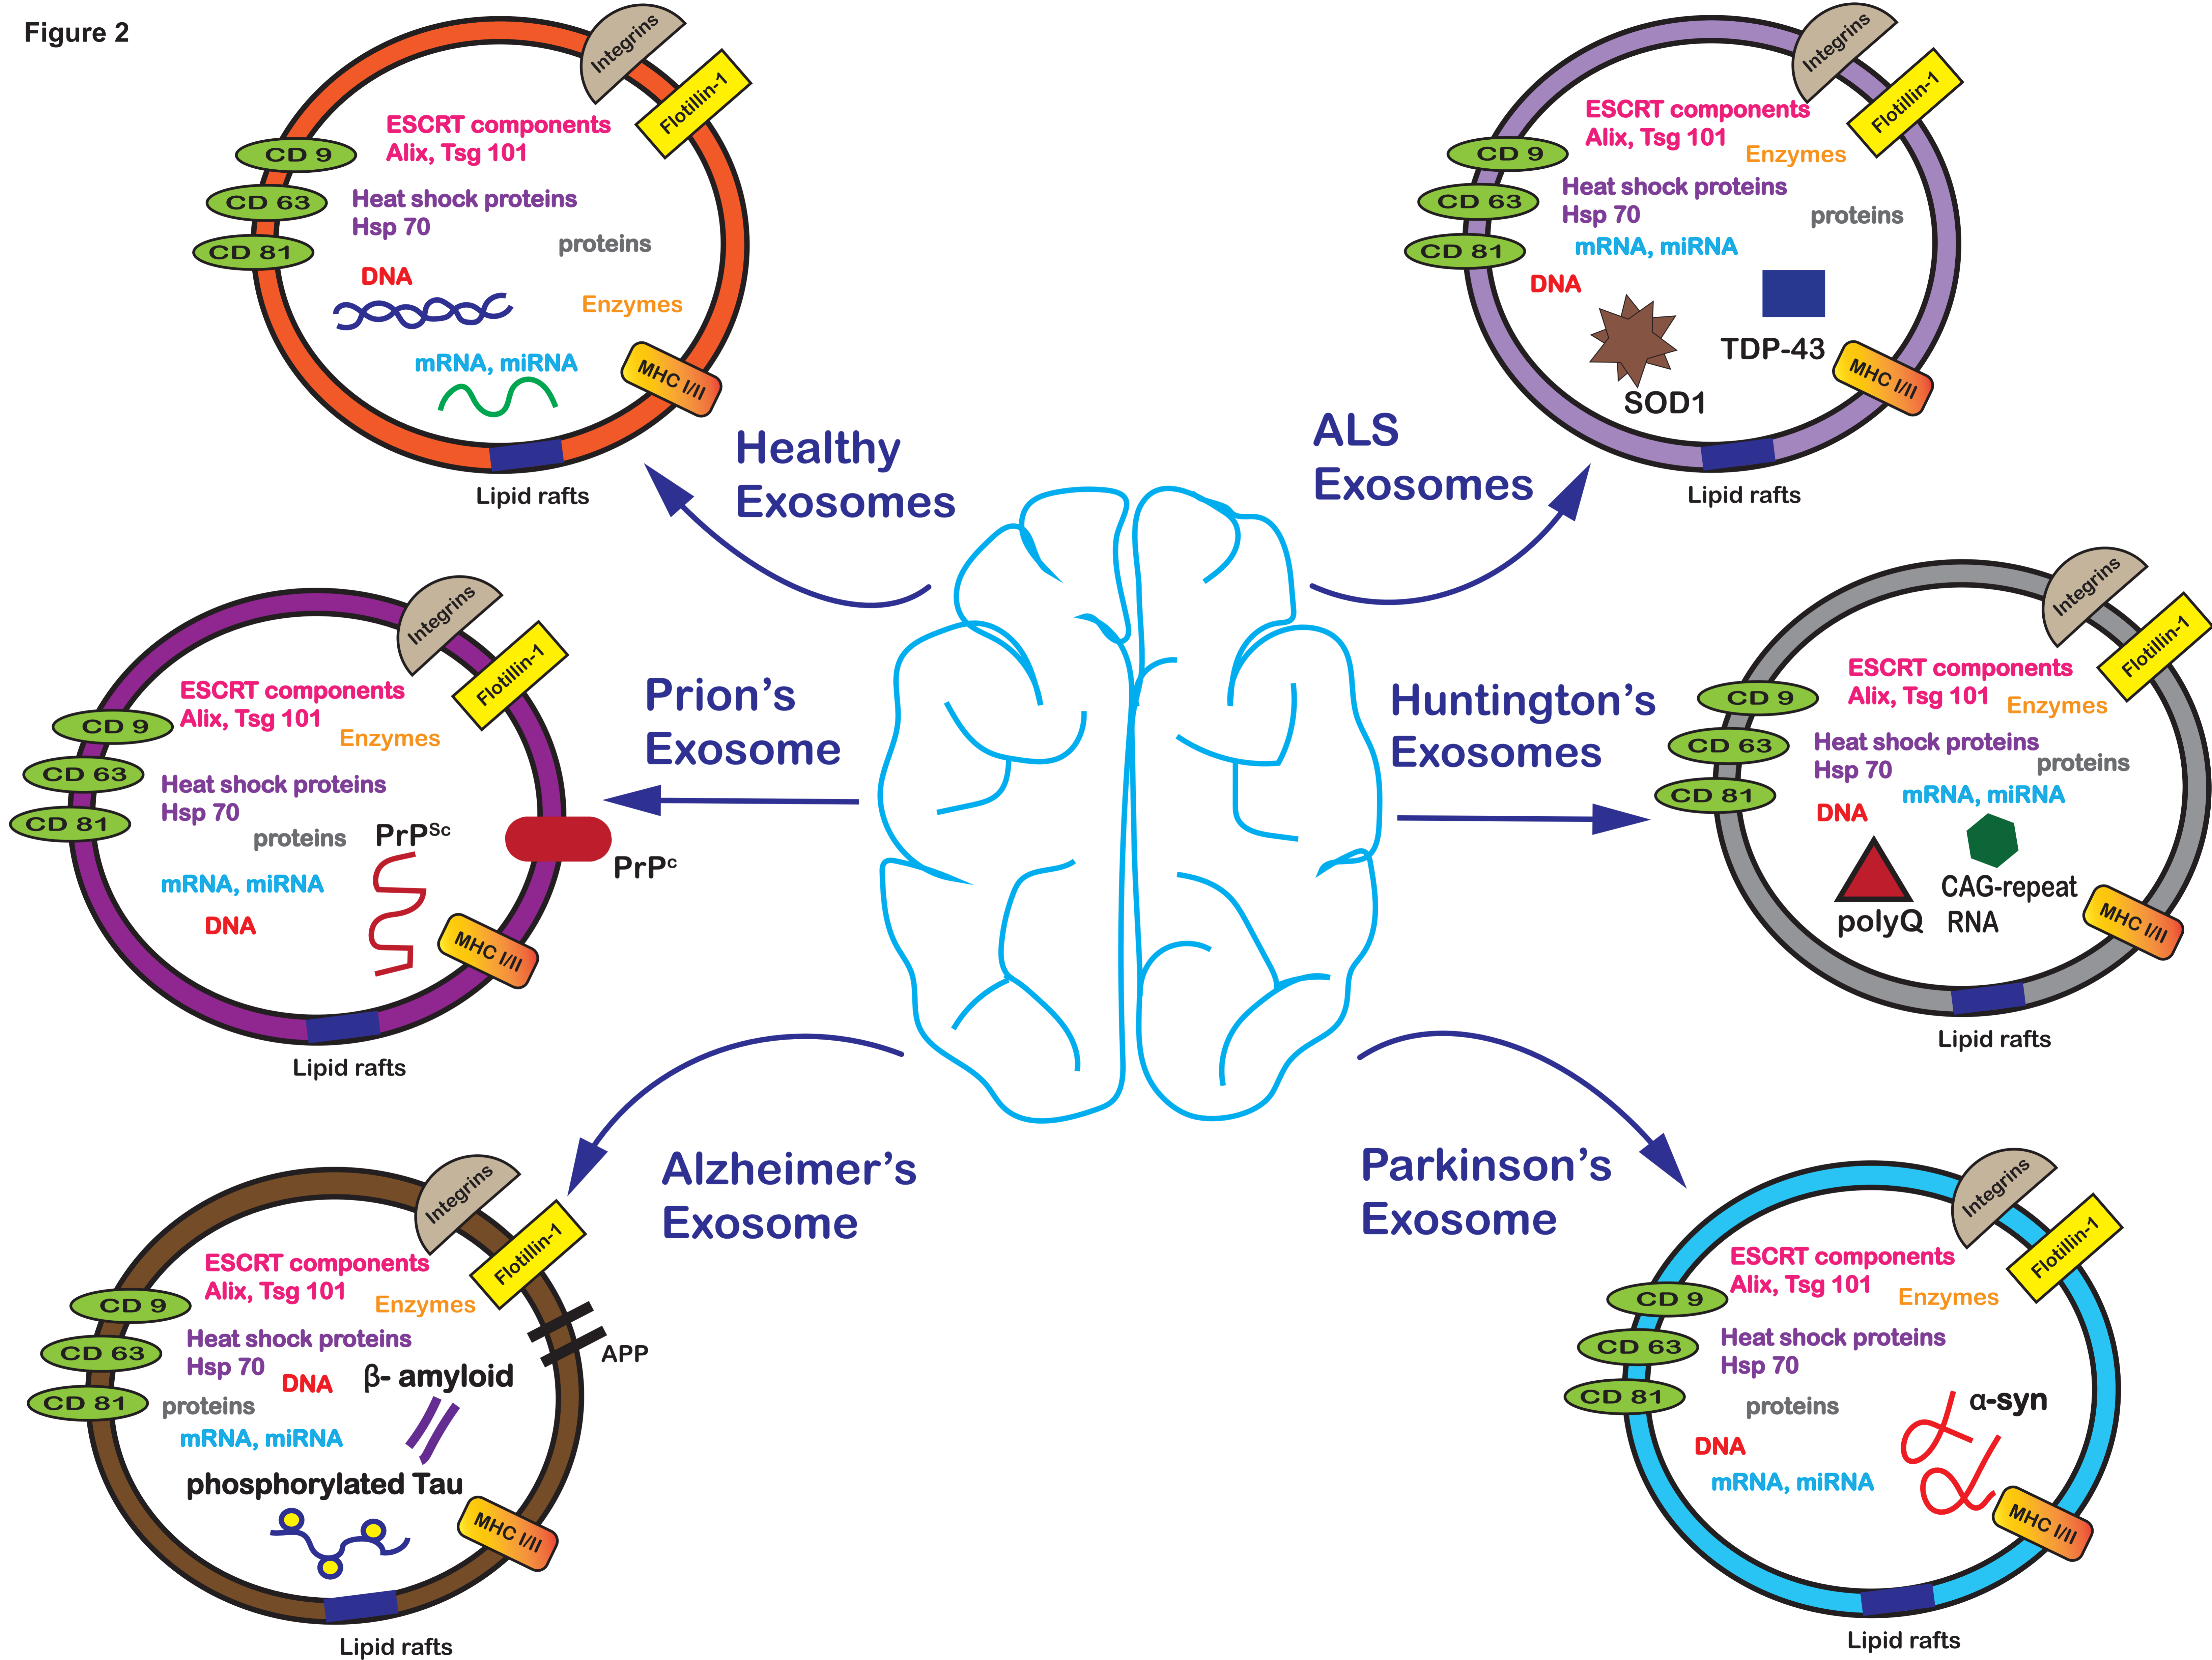 Figure 2
Integrins
Flotillin-1
ESCRT components
Alix, Tsg 101
CD 9
CD 63
CD 81
Heat shock proteins
Hsp 70
proteins
DNA
Enzymes
mRNA, miRNA
MHC I/II
Lipid rafts
Healthy
Exosomes
Integrins
Flotillin-1
ESCRT components
Alix, Tsg 101
Enzymes
CD 9
CD 63
CD 81
Heat shock proteins
Hsp 70
proteins
mRNA, miRNA
DNA
TDP-43
SOD1
MHC I/II
Lipid rafts
ALS
Exosomes
Integrins
Flotillin-1
ESCRT components
Alix, Tsg 101
Enzymes
CD 9
CD 63
CD 81
Heat shock proteins
Hsp 70
proteins
PrPSc
PrPc
mRNA, miRNA
DNA
MHC I/II
Lipid rafts
Prion’s
Exosome
Huntington’s
Exosomes
Integrins
Flotillin-1
ESCRT components
Alix, Tsg 101
Enzymes
CD 9
CD 63
CD 81
Heat shock proteins
Hsp 70
proteins
mRNA, miRNA
DNA
CAG-repeat
RNA
polyQ
MHC I/II
Lipid rafts
Alzheimer’s
Exosome
Integrins
Flotillin-1
ESCRT components
Alix, Tsg 101
Enzymes
CD 9
CD 63
CD 81
Heat shock proteins
Hsp 70
DNA
β- amyloid
APP
proteins
mRNA, miRNA
phosphorylated Tau
MHC I/II
Lipid rafts
Parkinson’s
Exosome
Integrins
Flotillin-1
ESCRT components
Alix, Tsg 101
Enzymes
CD 9
CD 63
CD 81
Heat shock proteins
Hsp 70
proteins
α-syn
DNA
mRNA, miRNA
MHC I/II
Lipid rafts